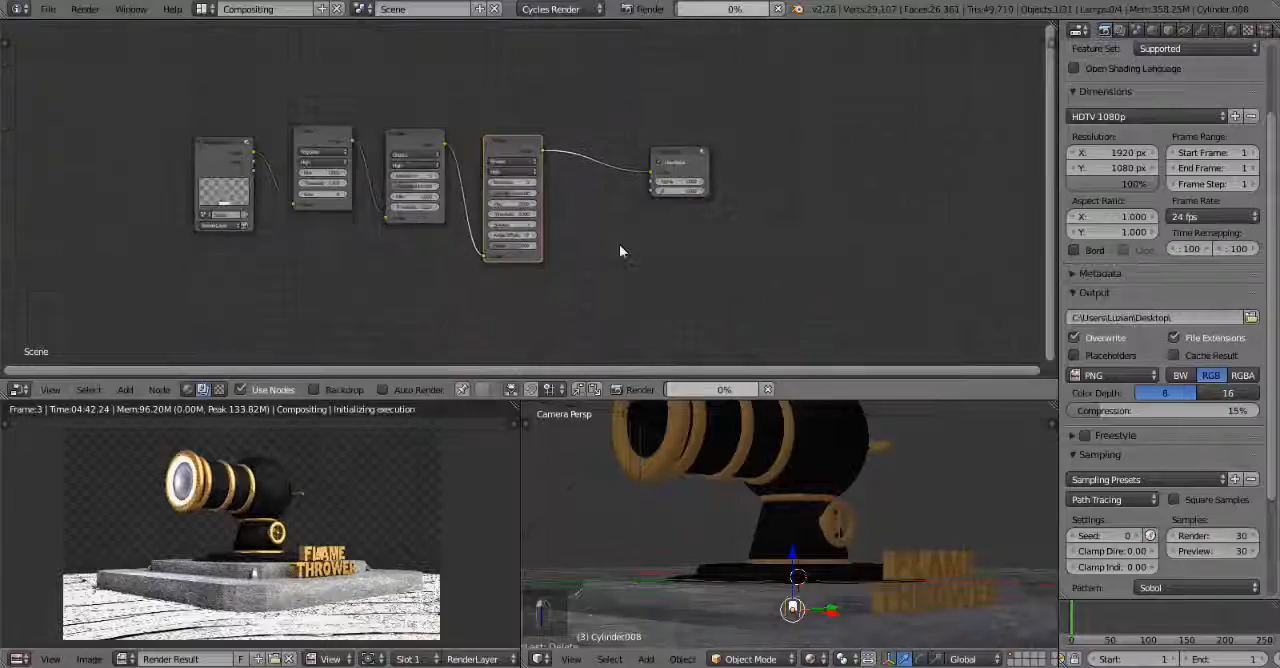 File Render Window Help Compositing Scene Cycles Render Render 0% v2.78 | Verts:29,107 | Faces:26,361 | Tris:49,710 | Objects:1/31 | Lamps:0/4 | Mem:358.25M | Cylinder.008
Feature Set: Supported
Open Shading Language
Dimensions
HDTV 1080p
Resolution: Frame Range:
X: 1920 px Start Frame: 1
Y: 1080 px End Frame: 1
100% Frame Step: 1
Aspect Ratio: Frame Rate:
X: 1.000 24 fps
Y: 1.000 Time Remapping:
Bord :100 :100
Metadata
Output
C:\Users\Luzian\Desktop\
Overwrite File Extensions
Placeholders Cache Result
PNG BW RGB RGBA
Color Depth: 8 16
Compression: 15%
Freestyle
Sampling
Sampling Presets
Path Tracing Square Samples
Settings: Samples:
Seed: 0 Render: 30
Clamp Dire: 0.00 Preview: 30
Clamp Indi: 0.00
Pattern: Sobol
Scene
View Select Add Node Use Nodes Backdrop Auto Render Render 0%
Frame:3 | Time:04:42.24 | Mem:96.20M (0.00M, Peak 133.82M) | Compositing | Initializing execution
Camera Persp
FLAME
THROWER
FLAME
THROWER
(3) Cylinder.008
Last: Delete
0 50 100 150 200 250
View Image Render Result F View Slot 1 RenderLayer
View Select Add Object Object Mode Global
Start: 1 End: 1